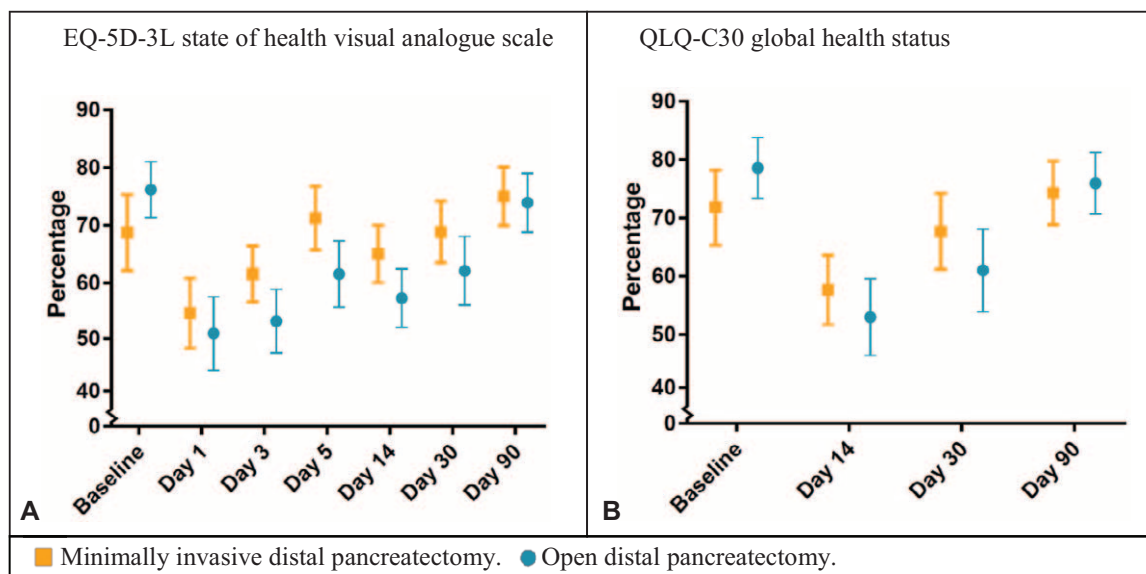 EQ-5D-3L state of health visual analogue scale
Percentage
90
80
70
60
50
40
0
Baseline
Day 1
Day 3
Day 5
Day 14
Day 30
Day 90
A
QLQ-C30 global health status
Percentage
90
80
70
60
50
40
0
Baseline
Day 14
Day 30
Day 90
B
Minimally invasive distal pancreatectomy. Open distal pancreatectomy.